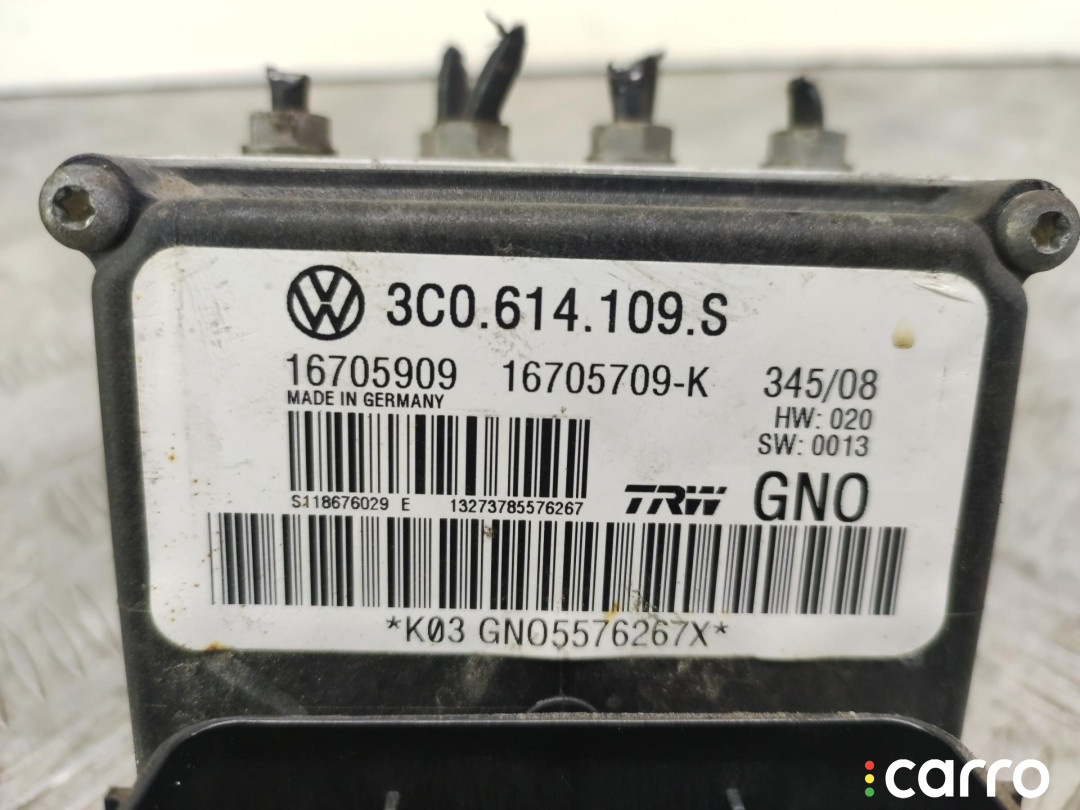 3C0.614.109.S
16705909 16705709-K 345/08
MADE IN GERMANY HW: 020
SW: 0013
S118676029 E 13273785576267 TRW GNO
*K03 GNO5576267X*
carro